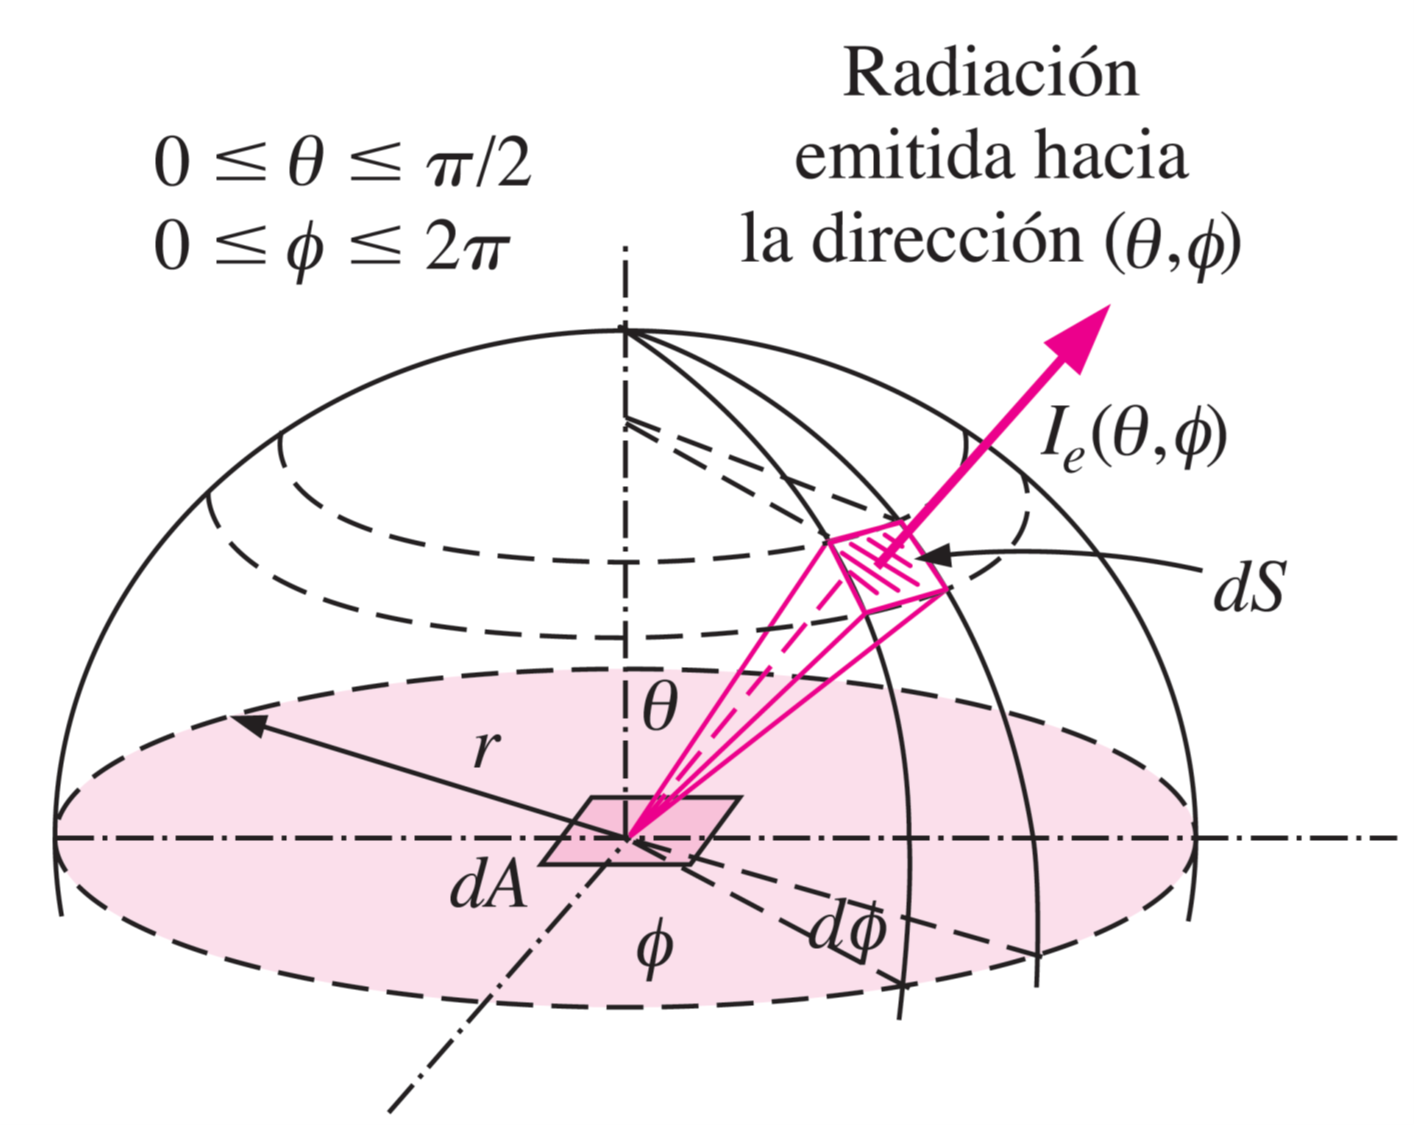 Radiación
emitida hacia
la dirección (θ,ϕ)
0 ≤ θ ≤ π/2
0 ≤ ϕ ≤ 2π
Iₑ(θ,ϕ)
dS
θ
r
dA
dϕ
ϕ